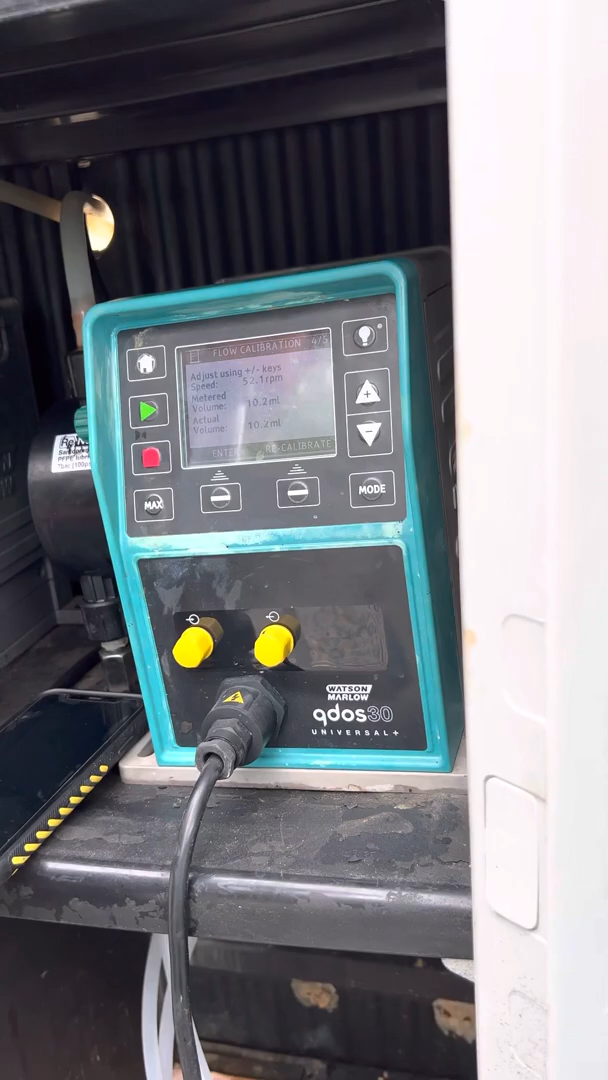 FLOW CALIBRATION 4/5
Adjust using +/- keys
Speed: 52.1rpm
Metered
Volume: 10.2ml
Actual
Volume: 10.2ml
ENTER RE-CALIBRATE
+
−
MAX
MODE
WATSON
MARLOW
qdos30
UNIVERSAL+